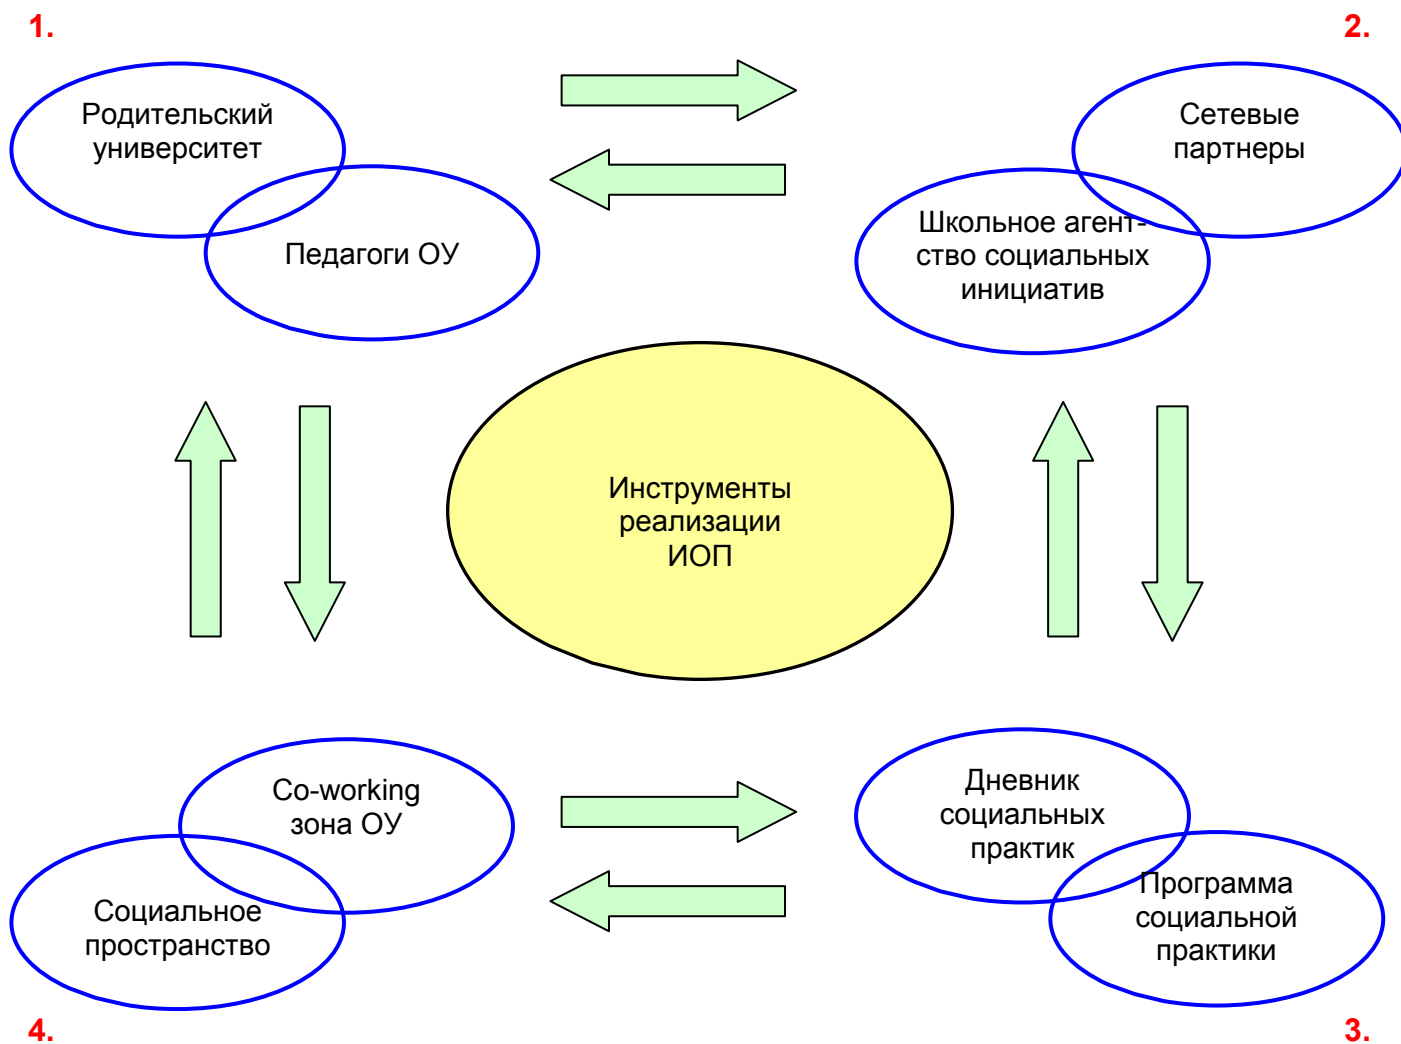 1.
2.
Родительский
университет
Сетевые
партнеры
Педагоги ОУ
Школьное агент-
ство социальных
инициатив
Инструменты
реализации
ИОП
Co-working
зона ОУ
Дневник
социальных
практик
Социальное
пространство
Программа
социальной
практики
4.
3.